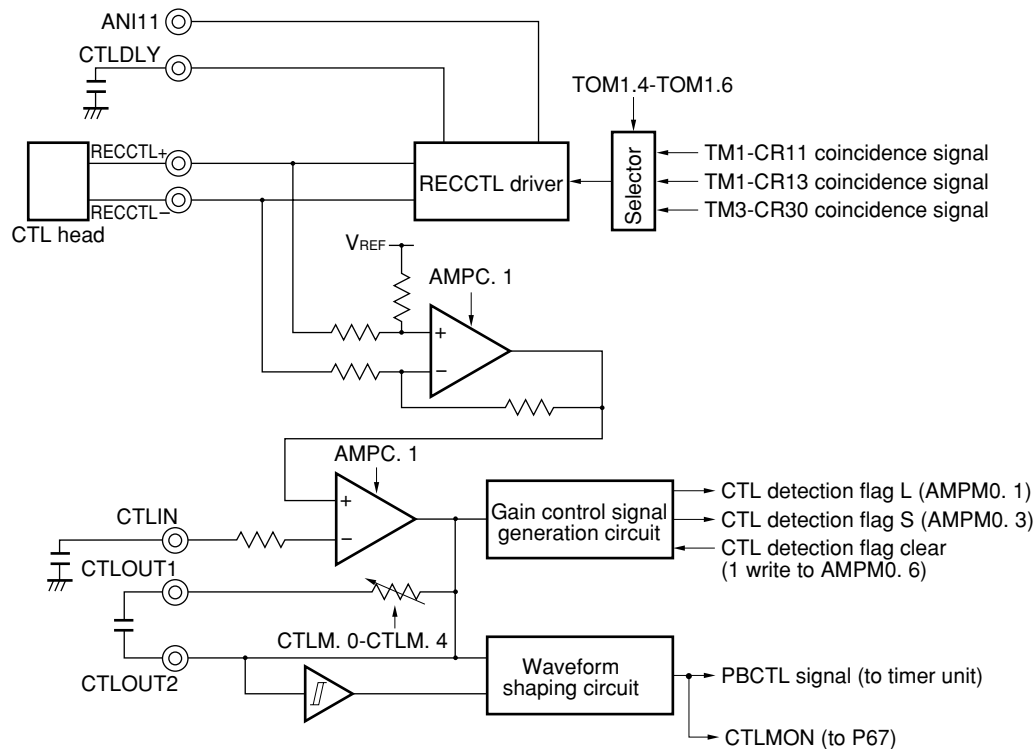 ANI11
CTLDLY
TOM1.4-TOM1.6
RECCTL+
RECCTL−
CTL head
RECCTL driver
Selector
TM1-CR11 coincidence signal
TM1-CR13 coincidence signal
TM3-CR30 coincidence signal
VREF
AMPC. 1
+
−
AMPC. 1
+
−
CTLIN
Gain control signal
generation circuit
CTL detection flag L (AMPM0. 1)
CTL detection flag S (AMPM0. 3)
CTL detection flag clear
(1 write to AMPM0. 6)
CTLOUT1
CTLM. 0-CTLM. 4
CTLOUT2
Waveform
shaping circuit
PBCTL signal (to timer unit)
CTLMON (to P67)